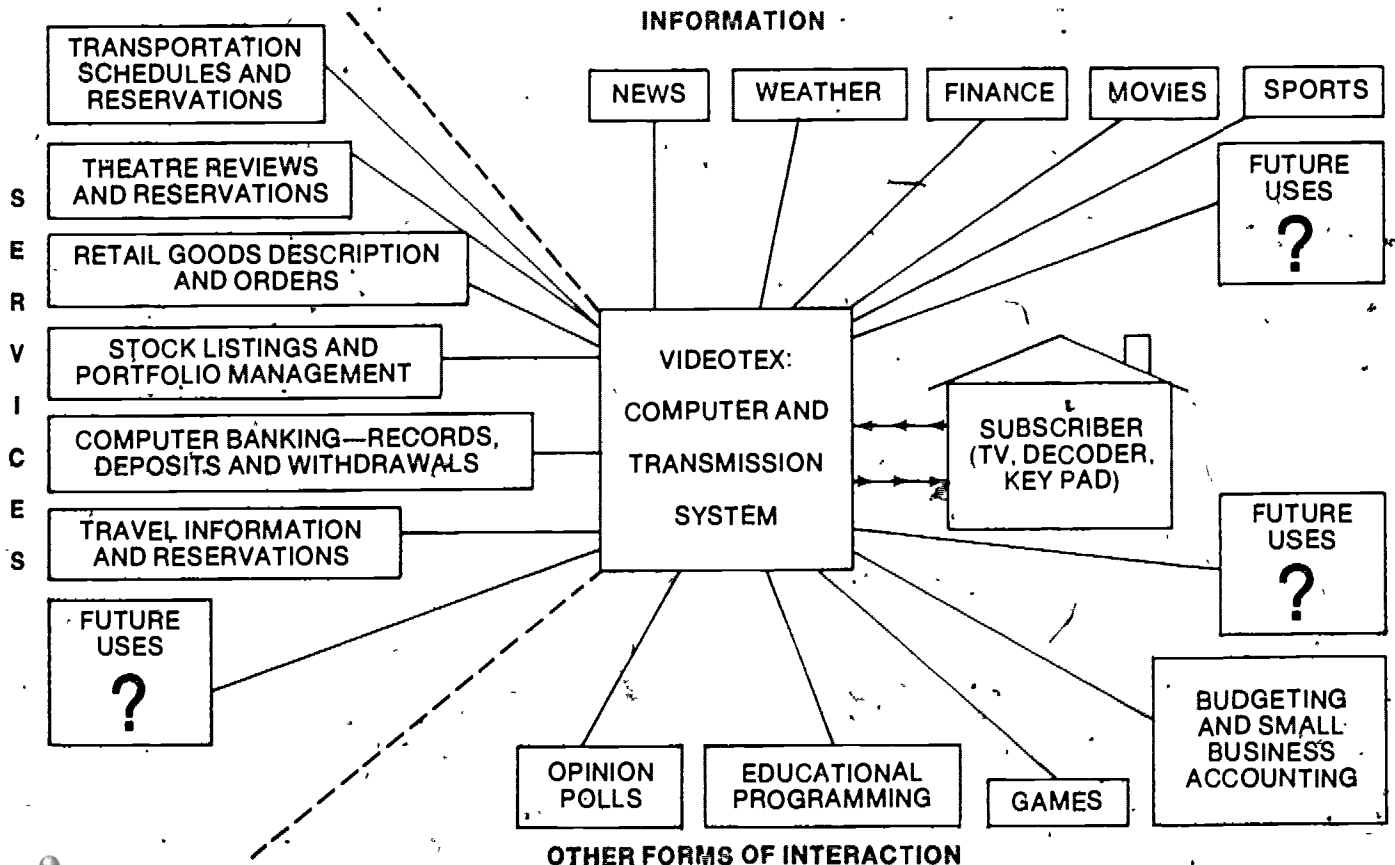 INFORMATION
TRANSPORTATION
SCHEDULES AND
RESERVATIONS
THEATRE REVIEWS
AND RESERVATIONS
RETAIL GOODS DESCRIPTION
AND ORDERS
STOCK LISTINGS AND
PORTFOLIO MANAGEMENT
COMPUTER BANKING—RECORDS,
DEPOSITS AND WITHDRAWALS
TRAVEL INFORMATION
AND RESERVATIONS
FUTURE
USES
?
SERVICES
NEWS
WEATHER
FINANCE
MOVIES
SPORTS
FUTURE
USES
?
VIDEOTEX:
COMPUTER AND
TRANSMISSION
SYSTEM
SUBSCRIBER
(TV, DECODER,
KEY PAD)
FUTURE
USES
?
BUDGETING
AND SMALL
BUSINESS
ACCOUNTING
OPINION
POLLS
EDUCATIONAL
PROGRAMMING
GAMES
OTHER FORMS OF INTERACTION